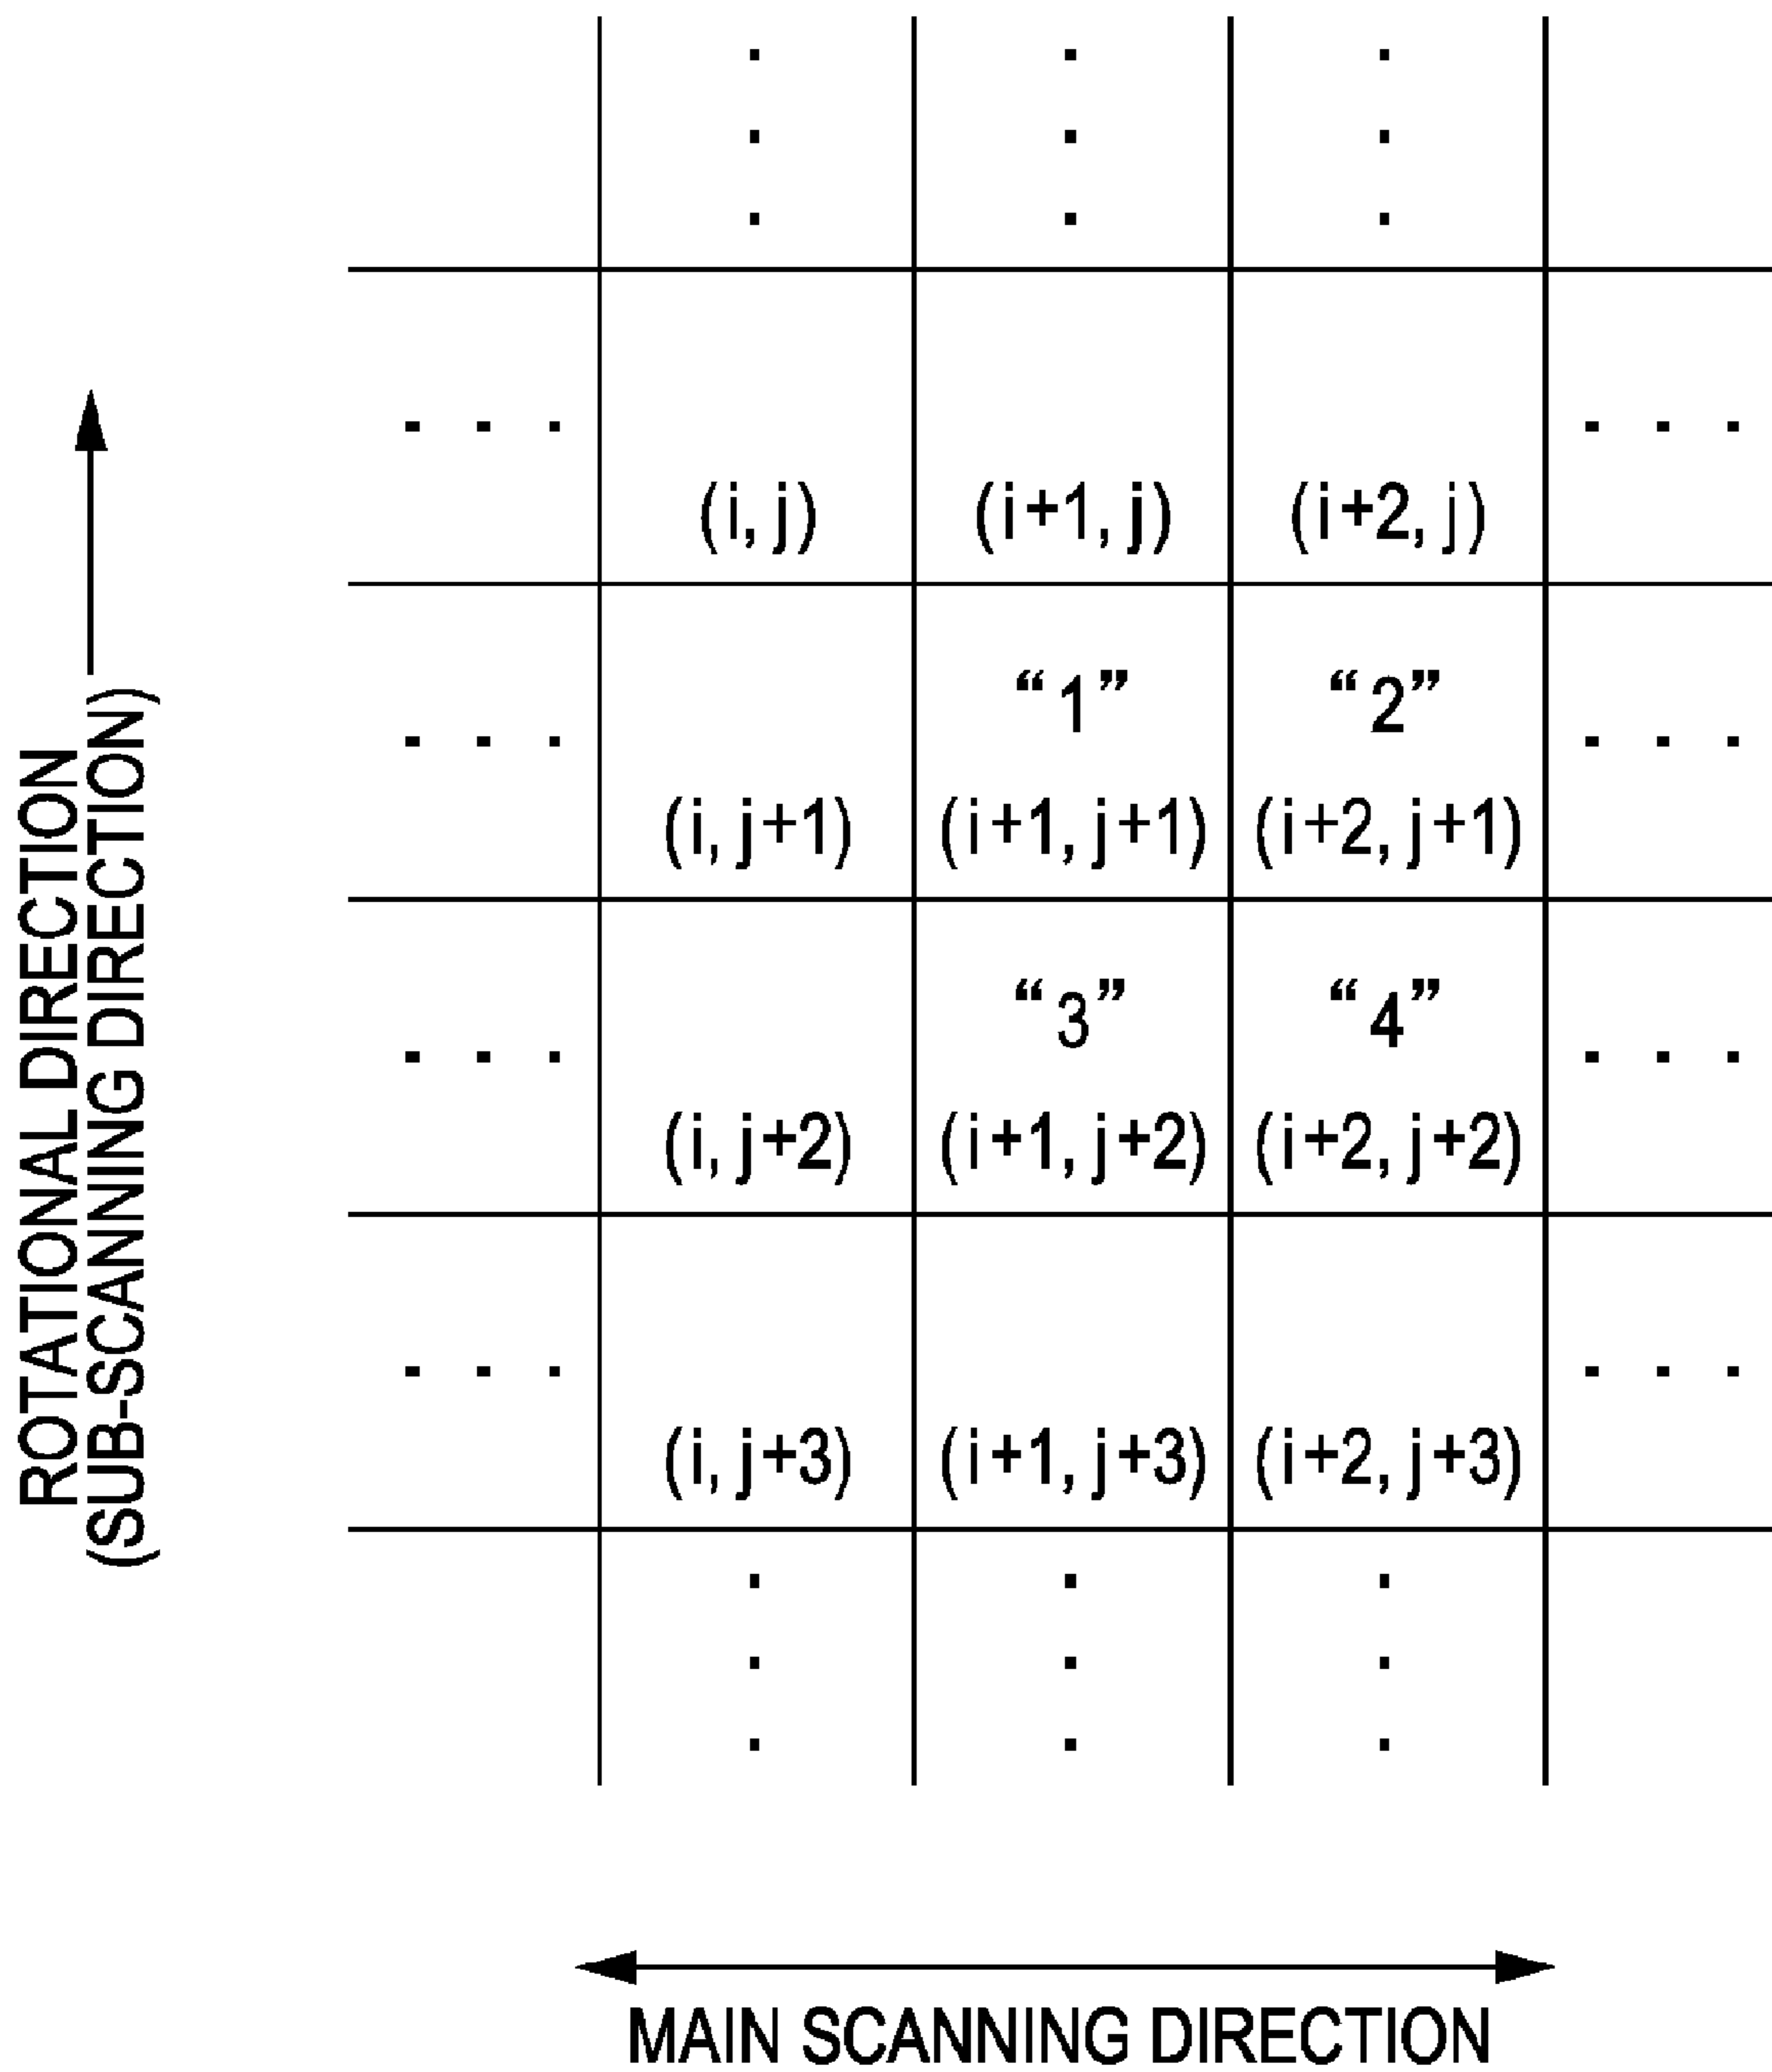 ROTATIONAL DIRECTION
(SUB-SCANNING DIRECTION)
. . .
(i, j) (i+1, j) (i+2, j)
. . .
“1” “2”
. . .
. . .
(i, j+1) (i+1, j+1) (i+2, j+1)
“3” “4”
. . .
. . .
(i, j+2) (i+1, j+2) (i+2, j+2)
. . .
. . .
(i, j+3) (i+1, j+3) (i+2, j+3)
MAIN SCANNING DIRECTION